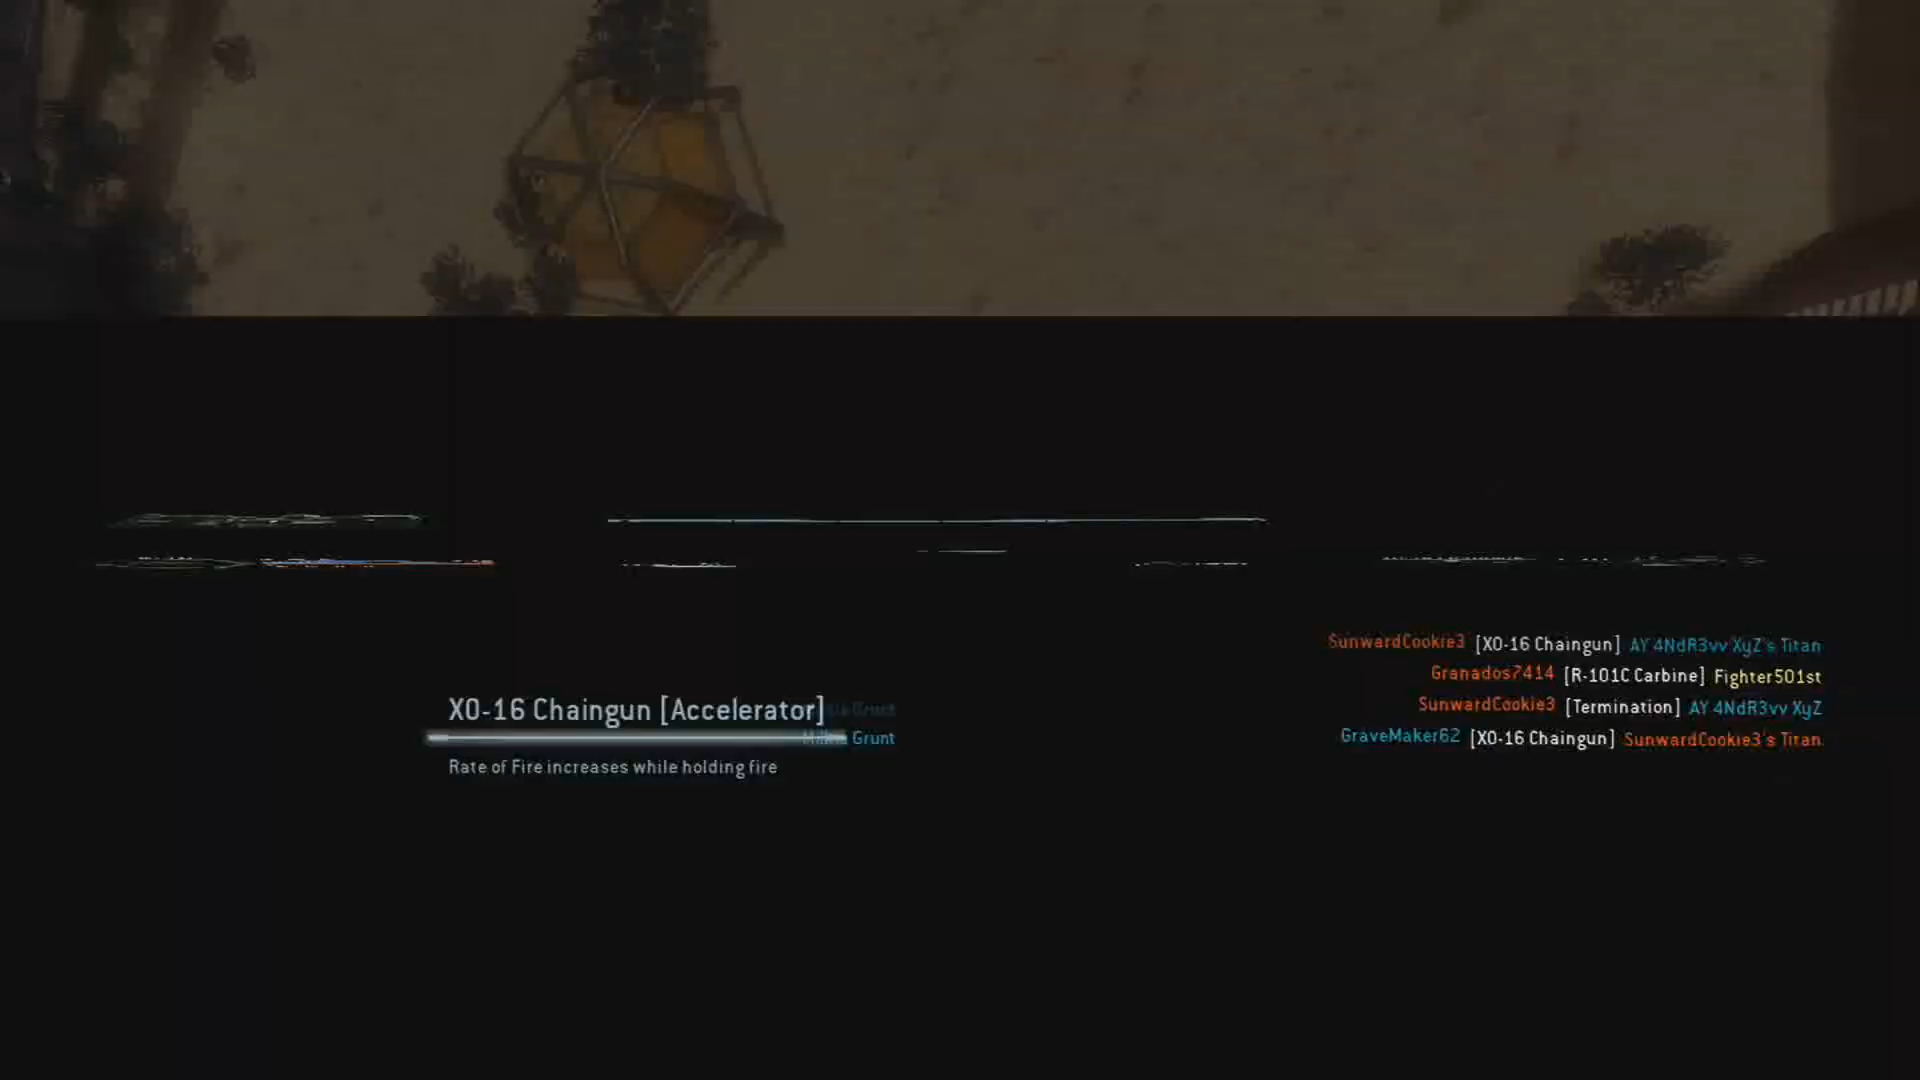 SunwardCookie3 [XO-16 Chaingun] AY 4NdR3vv XyZ's Titan
Granados7414 [R-101C Carbine] Fighter501st
SunwardCookie3 [Termination] AY 4NdR3vv XyZ
GraveMaker62 [XO-16 Chaingun] SunwardCookie3's Titan
XO-16 Chaingun [Accelerator] Grunt
Grunt
Rate of Fire increases while holding fire